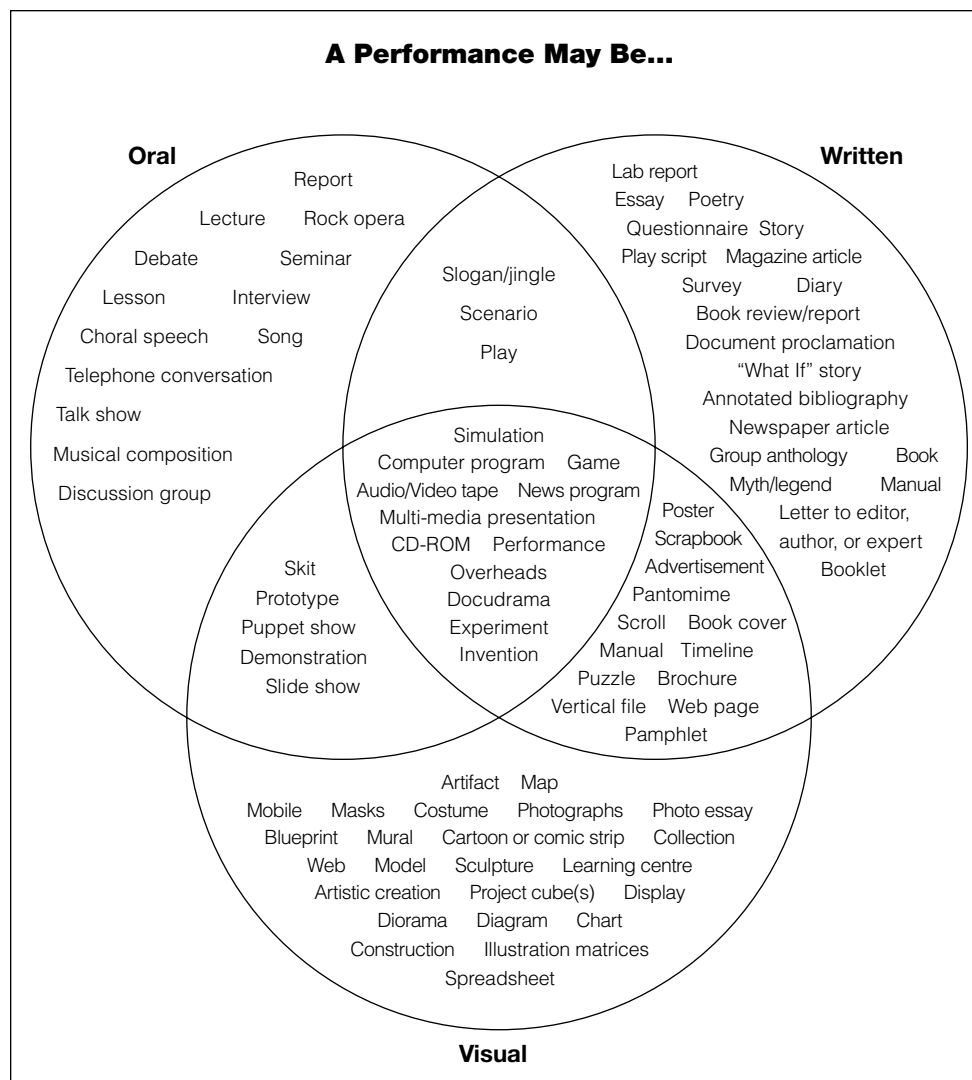 A Performance May Be...
Oral
Report
Lecture Rock opera
Debate Seminar
Lesson Interview
Choral speech Song
Telephone conversation
Talk show
Musical composition
Discussion group
Slogan/jingle
Scenario
Play
Written
Lab report
Essay Poetry
Questionnaire Story
Play script Magazine article
Survey Diary
Book review/report
Document proclamation
“What If” story
Annotated bibliography
Newspaper article
Group anthology Book
Myth/legend Manual
Letter to editor,
author, or expert
Booklet
Simulation
Computer program Game
Audio/Video tape News program
Multi-media presentation
CD-ROM Performance
Overheads
Docudrama
Experiment
Invention
Skit
Prototype
Puppet show
Demonstration
Slide show
Poster
Scrapbook
Advertisement
Pantomime
Scroll Book cover
Manual Timeline
Puzzle Brochure
Vertical file Web page
Pamphlet
Artifact Map
Mobile Masks Costume Photographs Photo essay
Blueprint Mural Cartoon or comic strip Collection
Web Model Sculpture Learning centre
Artistic creation Project cube(s) Display
Diorama Diagram Chart
Construction Illustration matrices
Spreadsheet
Visual